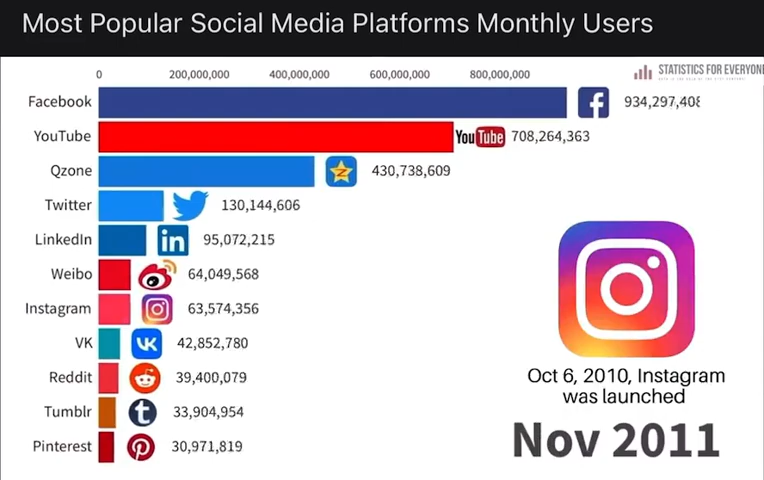 Most Popular Social Media Platforms Monthly Users
0 200,000,000 400,000,000 600,000,000 800,000,000
STATISTICS FOR EVERYONE
Facebook 934,297,408
YouTube YouTube 708,264,363
Qzone 430,738,609
Twitter 130,144,606
LinkedIn in 95,072,215
Weibo 64,049,568
Instagram 63,574,356
VK 42,852,780
Reddit 39,400,079
Tumblr t 33,904,954
Pinterest 30,971,819
Oct 6, 2010, Instagram
was launched
Nov 2011